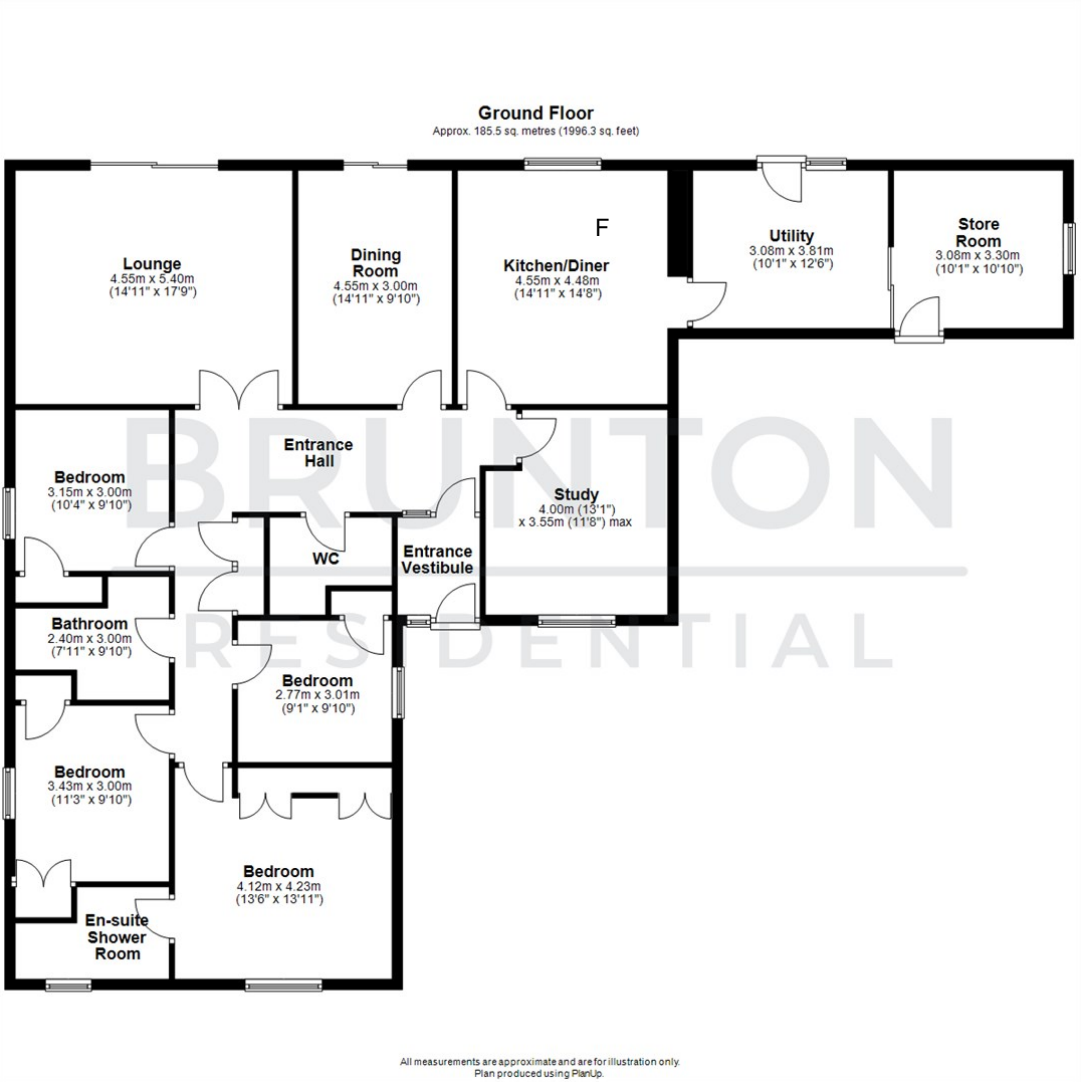 Ground Floor
Approx. 185.5 sq. metres (1996.3 sq. feet)
Lounge
4.55m x 5.40m
(14'11" x 17'9")
Dining
Room
4.55m x 3.00m
(14'11" x 9'10")
F
Kitchen/Diner
4.55m x 4.48m
(14'11" x 14'8")
Utility
3.08m x 3.81m
(10'1" x 12'6")
Store
Room
3.08m x 3.30m
(10'1" x 10'10")
BRUNTON
RESIDENTIAL
Entrance
Hall
Bedroom
3.15m x 3.00m
(10'4" x 9'10")
Study
4.00m (13'1")
x 3.55m (11'8") max
WC
Entrance
Vestibule
Bathroom
2.40m x 3.00m
(7'11" x 9'10")
Bedroom
2.77m x 3.01m
(9'1" x 9'10")
Bedroom
3.43m x 3.00m
(11'3" x 9'10")
Bedroom
4.12m x 4.23m
(13'6" x 13'11")
En-suite
Shower
Room
All measurements are approximate and are for illustration only.
Plan produced using PlanUp.